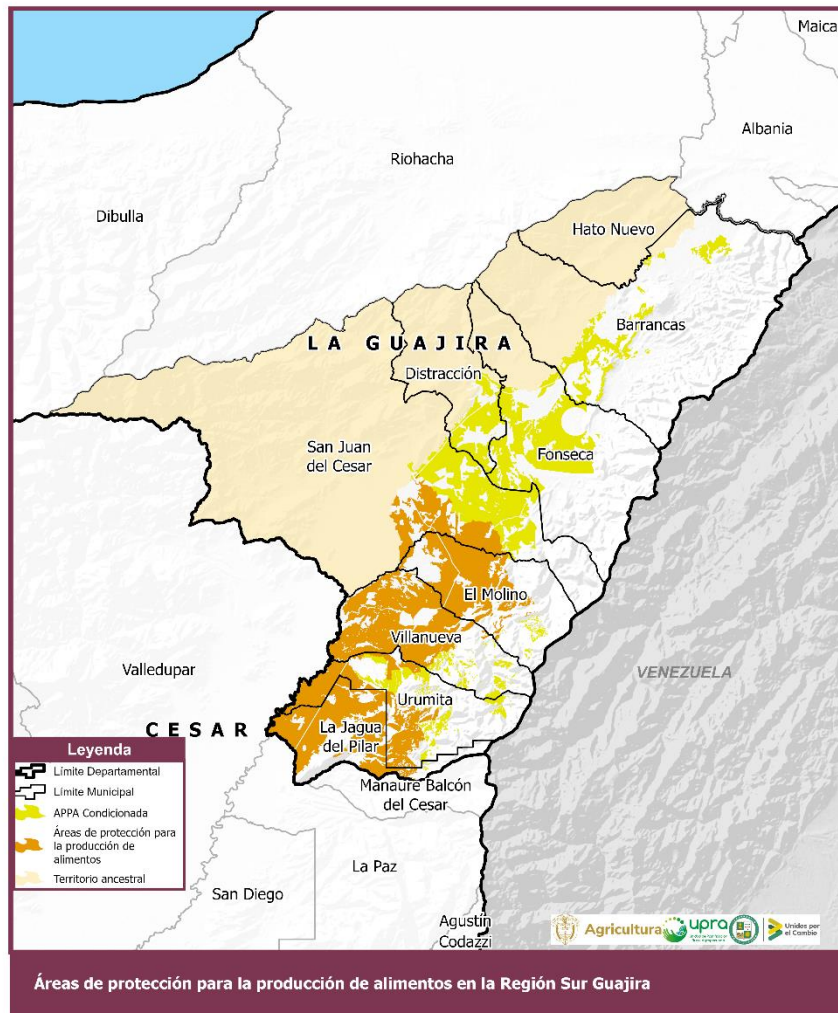 Maica
Albania
Riohacha
Dibulla
Hato Nuevo
Barrancas
LA GUAJIRA
Distracción
San Juan
del Cesar
Fonseca
El Molino
Villanueva
Valledupar
VENEZUELA
Urumita
CESAR
La Jagua
del Pilar
Leyenda
Límite Departamental
Límite Municipal
APPA Condicionada
Áreas de protección para
la producción de
alimentos
Territorio ancestral
Manaure Balcón
del Cesar
La Paz
San Diego
Agustín
Codazzi
Agricultura
upra
Unidos por
el Cambio
Áreas de protección para la producción de alimentos en la Región Sur Guajira